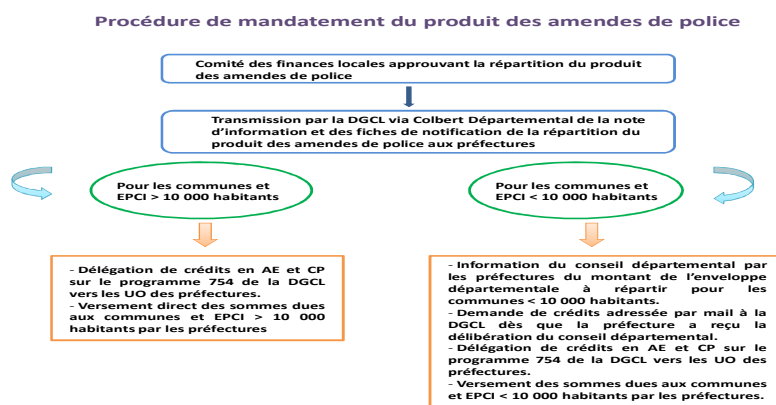 Procédure de mandatement du produit des amendes de police
Comité des finances locales approuvant la répartition du produit
des amendes de police
Transmission par la DGCL via Colbert Départemental de la note
d'information et des fiches de notification de la répartition du
produit des amendes de police aux préfectures
Pour les communes et
EPCI > 10 000 habitants
Pour les communes et
EPCI < 10 000 habitants
- Délégation de crédits en AE et CP
sur le programme 754 de la DGCL
vers les UO des préfectures.
- Versement direct des sommes dues
aux communes et EPCI > 10 000
habitants par les préfectures
- Information du conseil départemental par
les préfectures du montant de l'enveloppe
départementale à répartir pour les
communes < 10 000 habitants.
- Demande de crédits adressée par mail à la
DGCL dès que la préfecture a reçu la
délibération du conseil départemental.
- Délégation de crédits en AE et CP sur le
programme 754 de la DGCL vers les UO des
préfectures.
- Versement des sommes dues aux communes
et EPCI < 10 000 habitants par les préfectures.